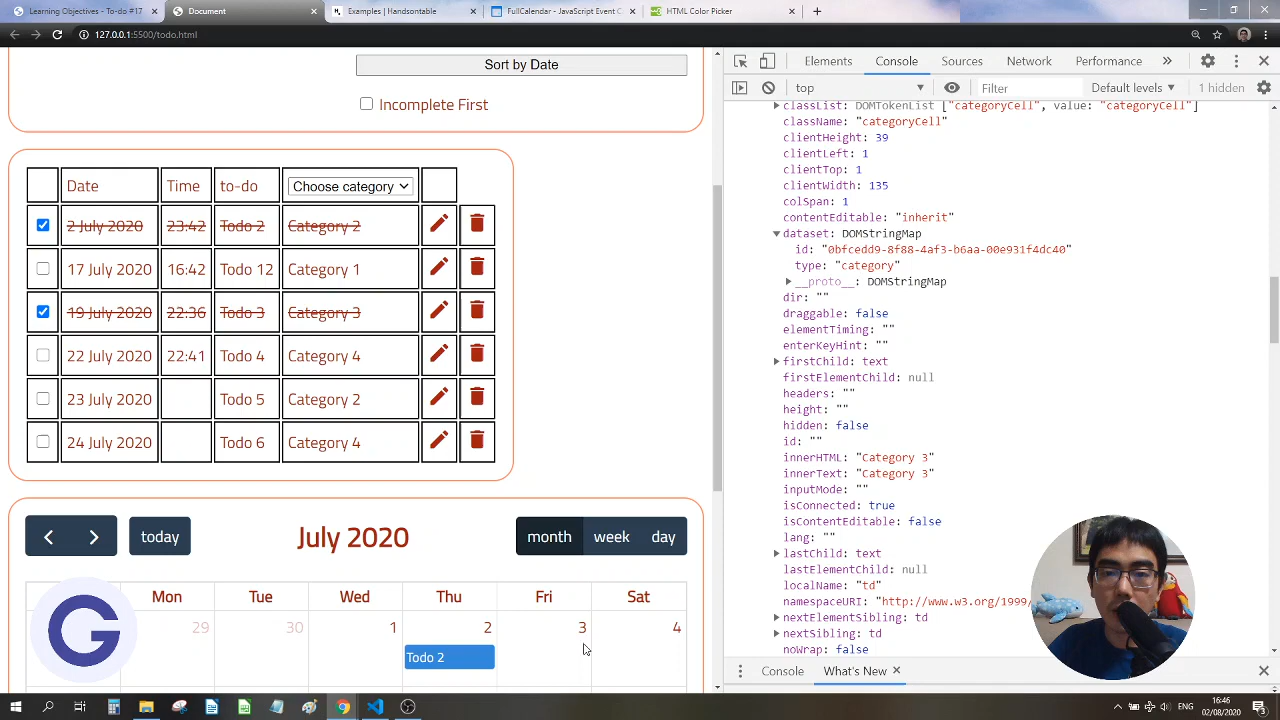 Learning Objectives - To-do #17
Document
Examples | Handsontable
FullCalendar - JavaScript Event C
HTML Color Picker
127.0.0.1:5500/todo.html
Sort by Date
Incomplete First
Date Time to-do Choose category
2 July 2020 23:42 Todo 2 Category 2
17 July 2020 16:42 Todo 12 Category 1
19 July 2020 22:36 Todo 3 Category 3
22 July 2020 22:41 Todo 4 Category 4
23 July 2020 Todo 5 Category 2
24 July 2020 Todo 6 Category 4
today July 2020 month week day
Mon Tue Wed Thu Fri Sat
29 30 1 2 3 4
Todo 2
G
Elements Console Sources Network Performance »
top Filter Default levels 1 hidden
classList: DOMTokenList ["categoryCell", value: "categoryCell"]
className: "categoryCell"
clientHeight: 39
clientLeft: 1
clientTop: 1
clientWidth: 135
colSpan: 1
contentEditable: "inherit"
dataset: DOMStringMap
id: "0bfcedd9-8f88-4af3-b6aa-00e931f4dc40"
type: "category"
__proto__: DOMStringMap
dir: ""
draggable: false
elementTiming: ""
enterKeyHint: ""
firstChild: text
firstElementChild: null
headers: ""
height: ""
hidden: false
id: ""
innerHTML: "Category 3"
innerText: "Category 3"
inputMode: ""
isConnected: true
isContentEditable: false
lang: ""
lastChild: text
lastElementChild: null
localName: "td"
namespaceURI: "http://www.w3.org/1999/
nextElementSibling: td
nextSibling: td
noWrap: false
Console What's New
ENG 16:46
02/08/2020